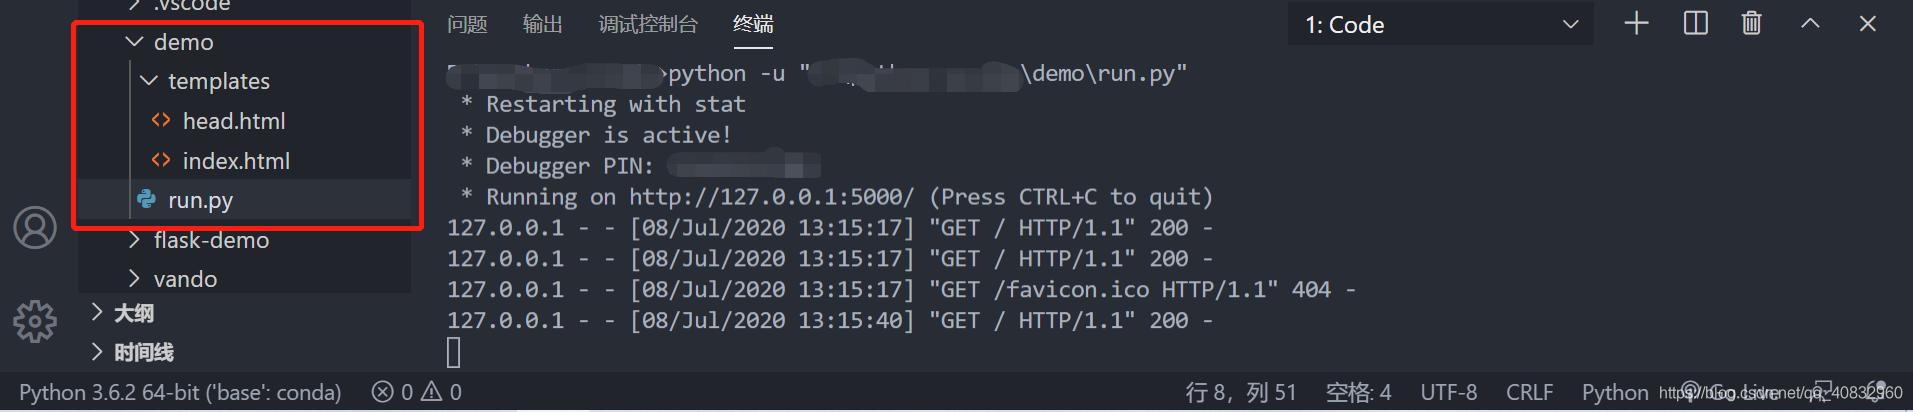 .vscode
demo
templates
head.html
index.html
run.py
flask-demo
vando
大纲
时间线
问题 输出 调试控制台 终端
1: Code
python -u "\demo\run.py"
* Restarting with stat
* Debugger is active!
* Debugger PIN:
* Running on http://127.0.0.1:5000/ (Press CTRL+C to quit)
127.0.0.1 - - [08/Jul/2020 13:15:17] "GET / HTTP/1.1" 200 -
127.0.0.1 - - [08/Jul/2020 13:15:17] "GET / HTTP/1.1" 200 -
127.0.0.1 - - [08/Jul/2020 13:15:17] "GET /favicon.ico HTTP/1.1" 404 -
127.0.0.1 - - [08/Jul/2020 13:15:40] "GET / HTTP/1.1" 200 -
Python 3.6.2 64-bit ('base': conda) 0 0 行 8，列 51 空格: 4 UTF-8 CRLF Python Go Live
https://blog.csdn.net/qq_40832960